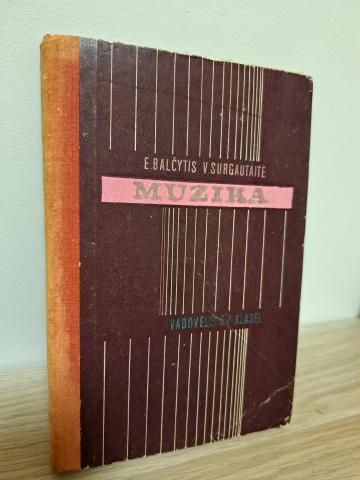 E. BALČYTIS V SURGAUTAITĖ
MUZIKA
VADOVĖLIS 6/7 KLASEI